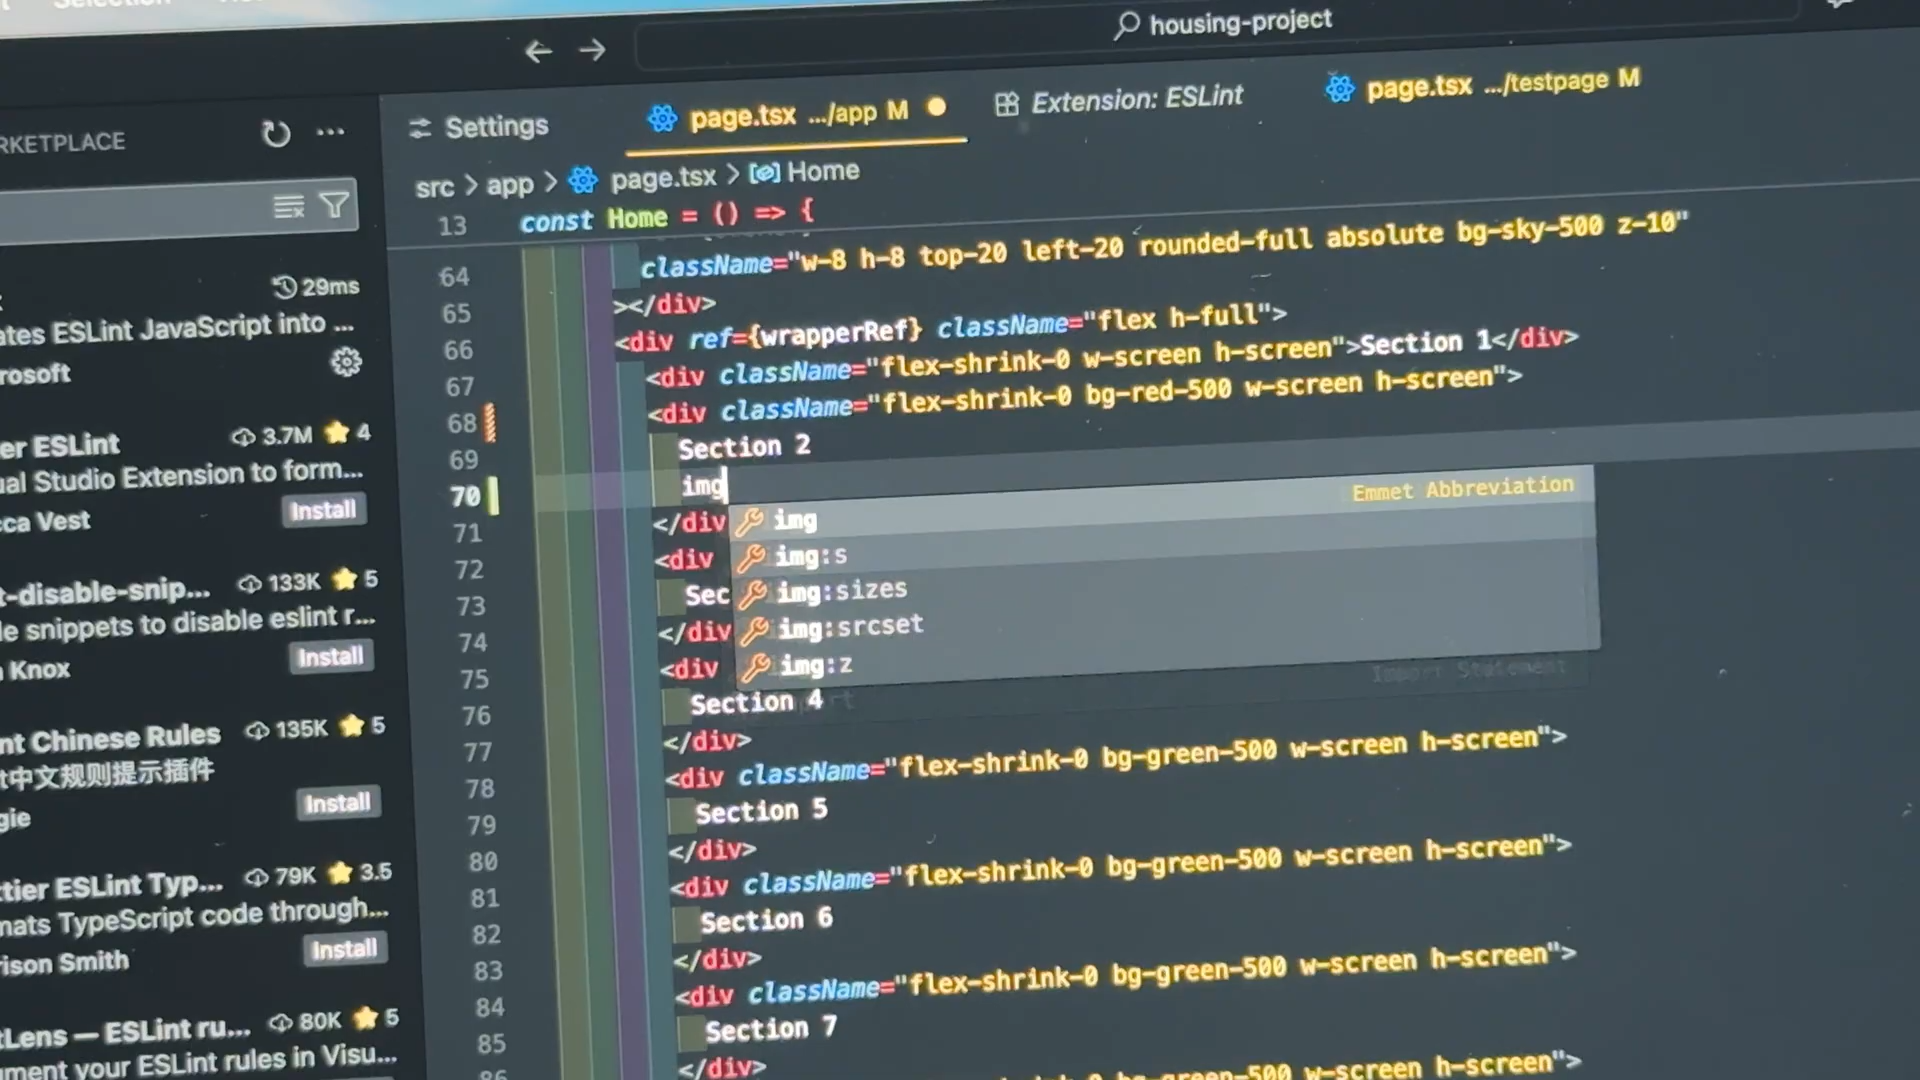 Selection
housing-project
RKETPLACE
29ms
ates ESLint JavaScript into ...
rosoft
er ESLint 3.7M 4
ual Studio Extension to form...
cca Vest Install
t-disable-snip... 133K 5
le snippets to disable eslint r...
n Knox Install
nt Chinese Rules 135K 5
t中文规则提示插件
gie Install
ttier ESLint Typ... 79K 3.5
mats TypeScript code through...
rison Smith Install
tLens — ESLint ru... 80K 5
ment your ESLint rules in Visu...
Settings page.tsx .../app M Extension: ESLint page.tsx .../testpage M
src > app > page.tsx > Home
13 const Home = () => {
64 className="w-8 h-8 top-20 left-20 rounded-full absolute bg-sky-500 z-10"
65 ></div>
66 <div ref={wrapperRef} className="flex h-full">
67 <div className="flex-shrink-0 w-screen h-screen">Section 1</div>
68 <div className="flex-shrink-0 bg-red-500 w-screen h-screen">
69 Section 2
70 img
71 </div
72 <div
73 Sec
74 </div
75 <div
76 Section 4
77 </div>
78 <div className="flex-shrink-0 bg-green-500 w-screen h-screen">
79 Section 5
80 </div>
81 <div className="flex-shrink-0 bg-green-500 w-screen h-screen">
82 Section 6
83 </div>
84 <div className="flex-shrink-0 bg-green-500 w-screen h-screen">
85 Section 7
86 </div>
-0 bg-green-500 w-screen h-screen">
img Emmet Abbreviation
img:s
img:sizes
img:srcset
img:z
Import Statement